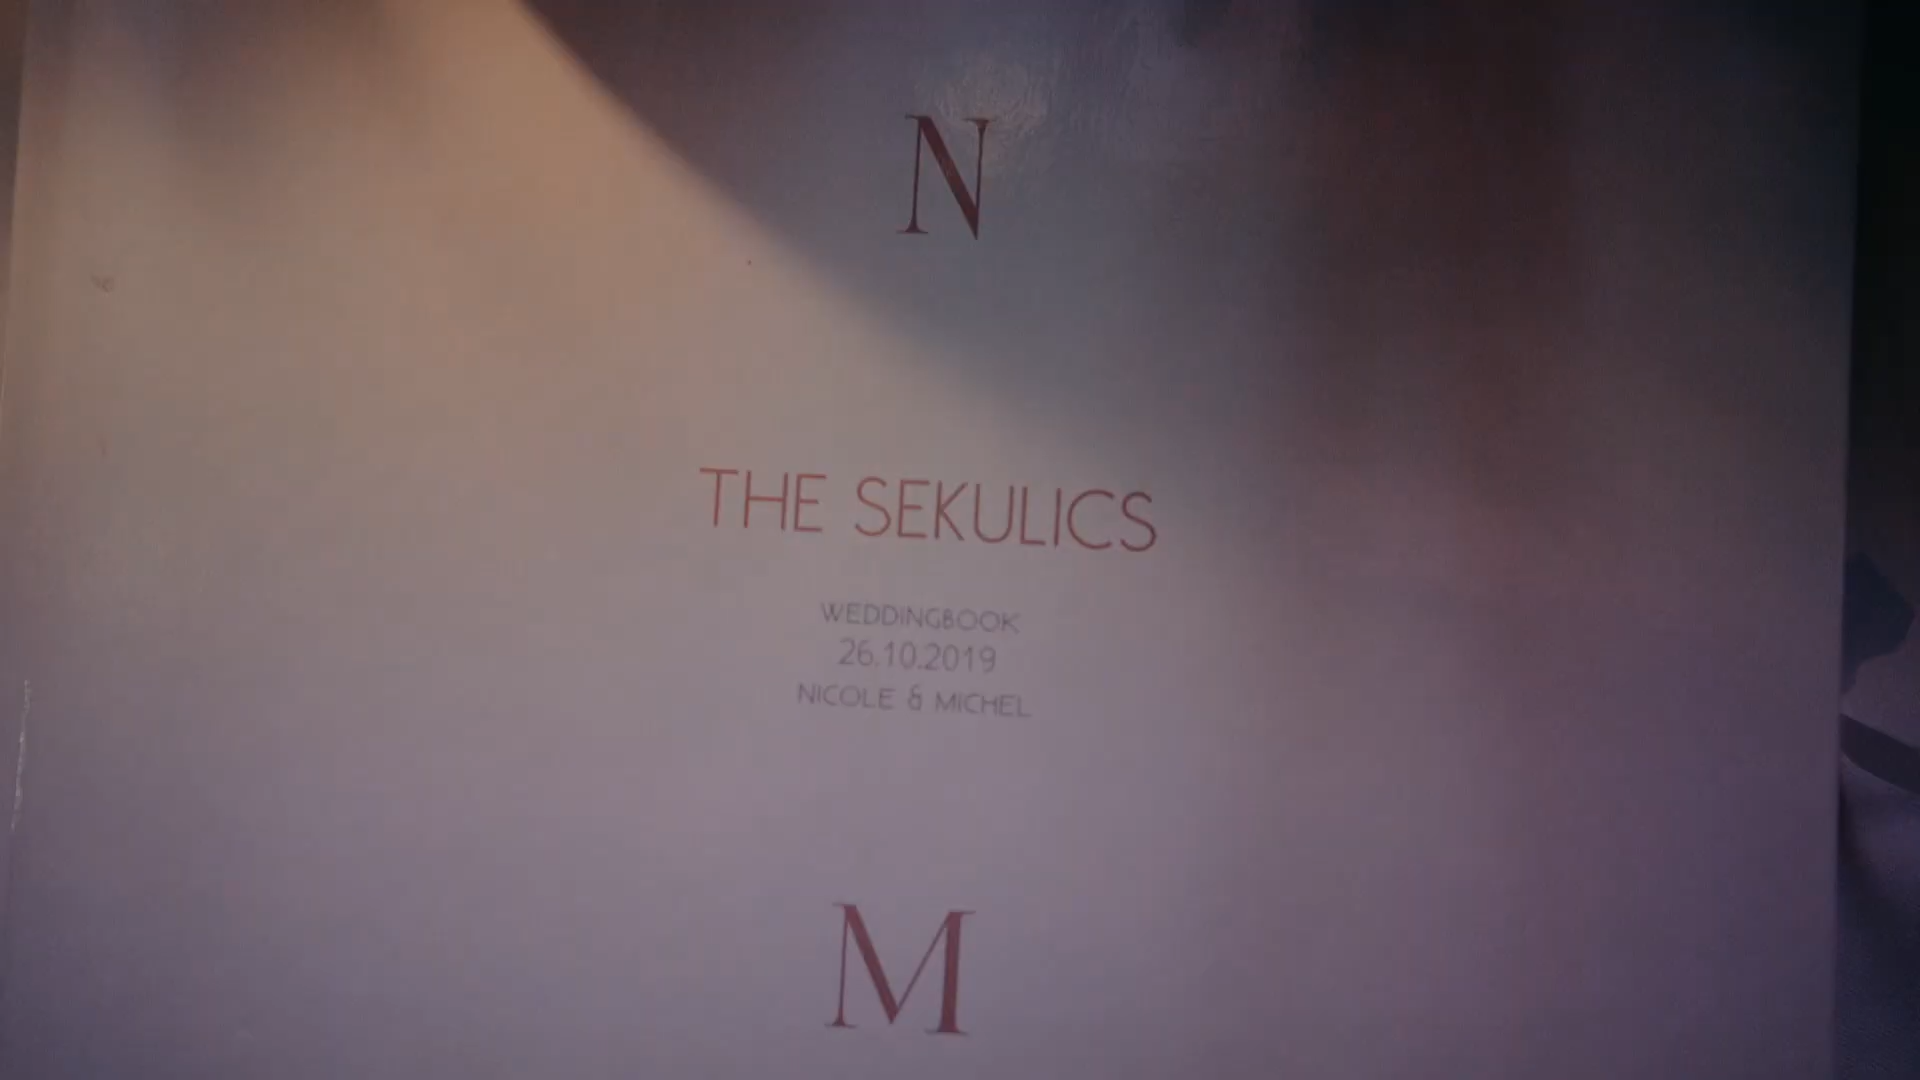 N
THE SEKULICS
WEDDINGBOOK
26.10.2019
NICOLE & MICHEL
M